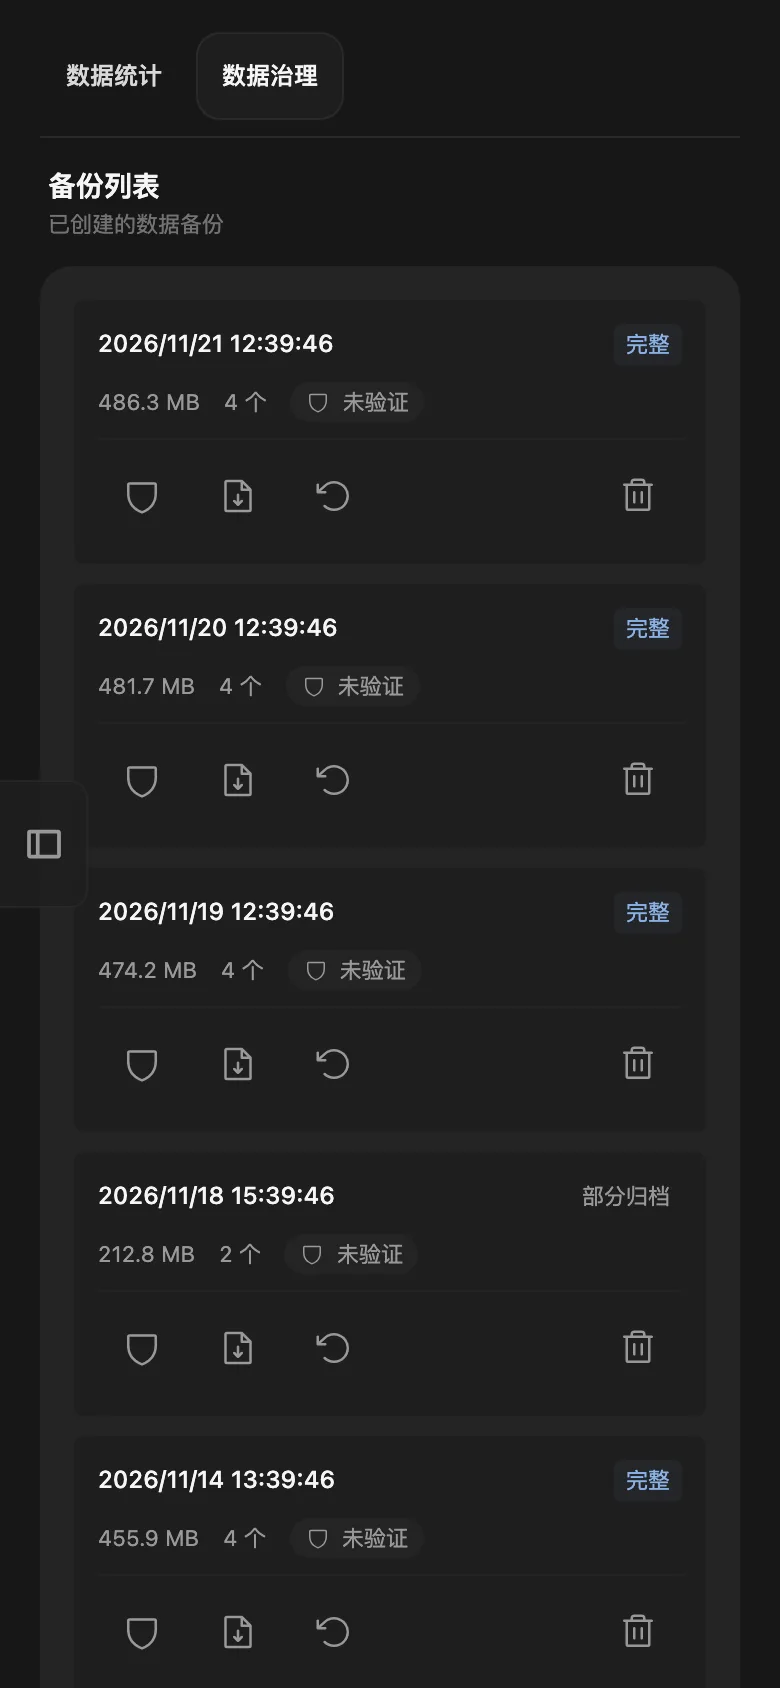 数据统计 数据治理
备份列表
已创建的数据备份
2026/11/21 12:39:46 完整
486.3 MB 4 个 未验证
2026/11/20 12:39:46 完整
481.7 MB 4 个 未验证
2026/11/19 12:39:46 完整
474.2 MB 4 个 未验证
2026/11/18 15:39:46 部分归档
212.8 MB 2 个 未验证
2026/11/14 13:39:46 完整
455.9 MB 4 个 未验证